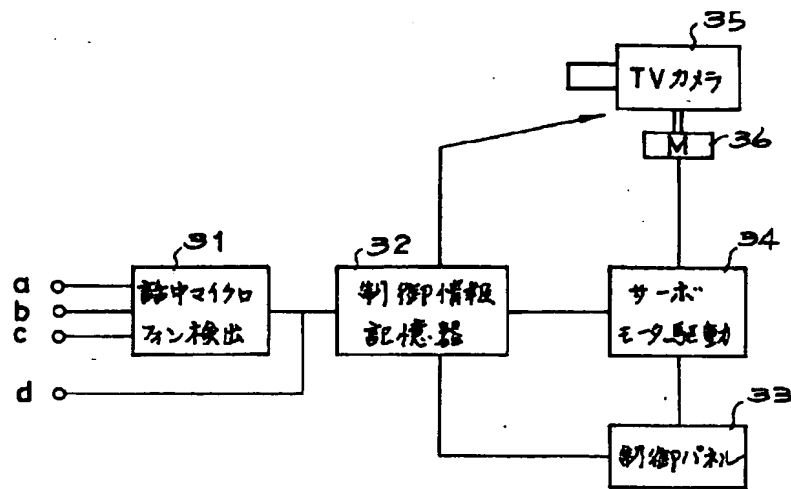 35
TVカメラ
M
36
31
32
34
a
b
c
d
話中マイクロ
フォン検出
制御情報
記憶器
サーボ
モータ駆動
33
制御パネル